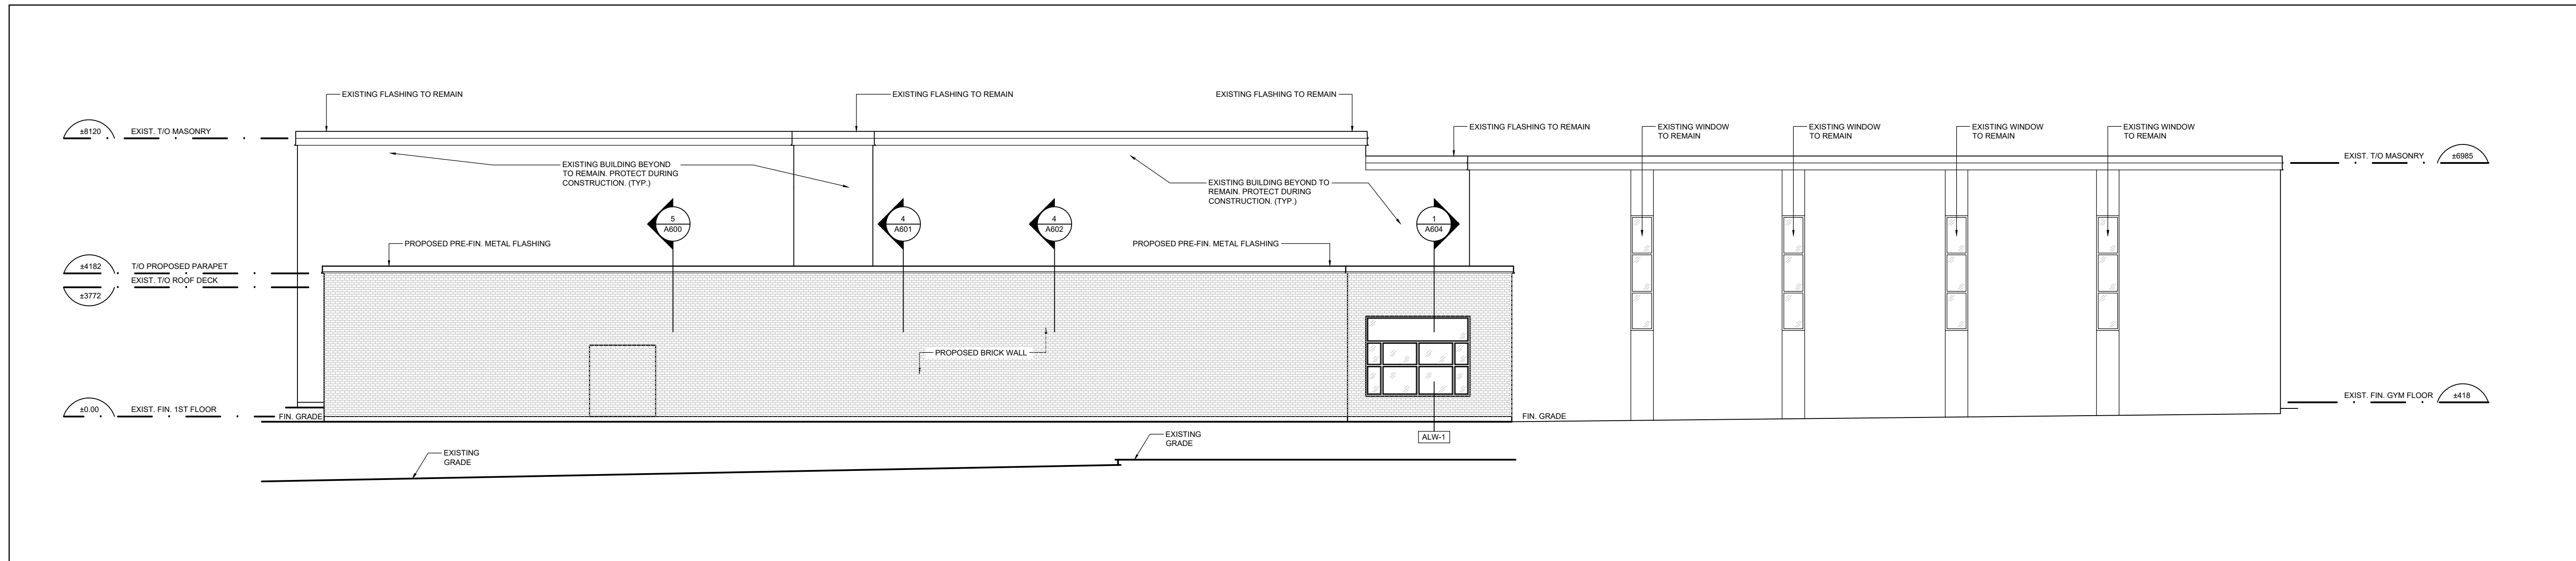 EXISTING FLASHING TO REMAIN
EXISTING FLASHING TO REMAIN
EXISTING FLASHING TO REMAIN
±8120
EXIST. T/O MASONRY
EXISTING FLASHING TO REMAIN
EXISTING WINDOW
TO REMAIN
EXISTING WINDOW
TO REMAIN
EXISTING WINDOW
TO REMAIN
EXISTING WINDOW
TO REMAIN
EXIST. T/O MASONRY
±6985
EXISTING BUILDING BEYOND
TO REMAIN. PROTECT DURING
CONSTRUCTION. (TYP.)
EXISTING BUILDING BEYOND TO
REMAIN. PROTECT DURING
CONSTRUCTION. (TYP.)
5
A600
4
A601
4
A602
1
A604
PROPOSED PRE-FIN. METAL FLASHING
PROPOSED PRE-FIN. METAL FLASHING
±4182
T/O PROPOSED PARAPET
EXIST. T/O ROOF DECK
±3772
PROPOSED BRICK WALL
±0.00
EXIST. FIN. 1ST FLOOR
FIN. GRADE
FIN. GRADE
EXIST. FIN. GYM FLOOR
±418
ALW-1
EXISTING
GRADE
EXISTING
GRADE